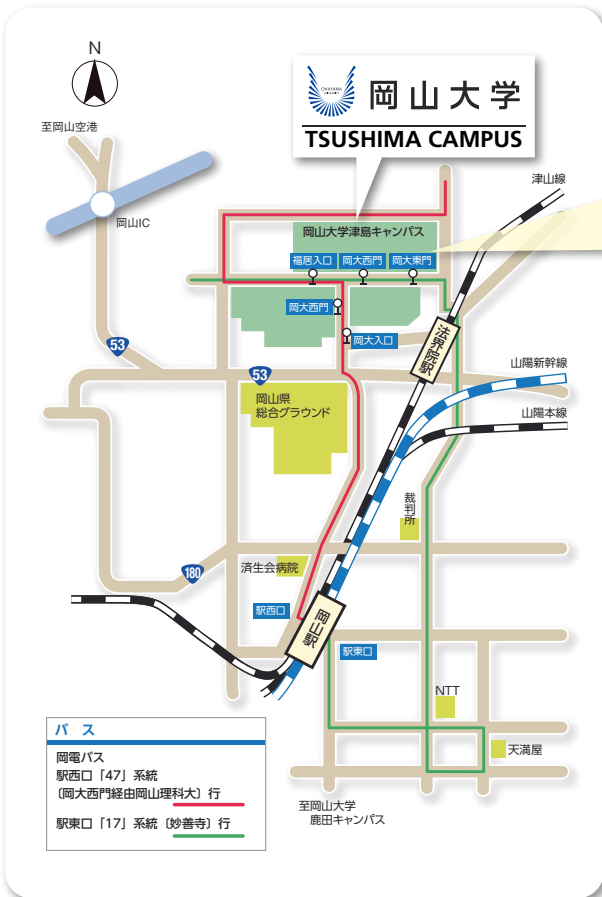 N
至岡山空港
OKAYAMA
岡山大学
TSUSHIMA CAMPUS
岡山IC
津山線
岡山大学津島キャンパス
福居入口
岡大西門
岡大東門
岡大西門
岡大入口
法界院駅
53
53
山陽新幹線
山陽本線
岡山県
総合グラウンド
裁判所
180
済生会病院
駅西口
岡山駅
駅東口
NTT
天満屋
至岡山大学
鹿田キャンパス
バス
岡電バス
駅西口「47」系統
〔岡大西門経由岡山理科大〕行
駅東口「17」系統〔妙善寺〕行